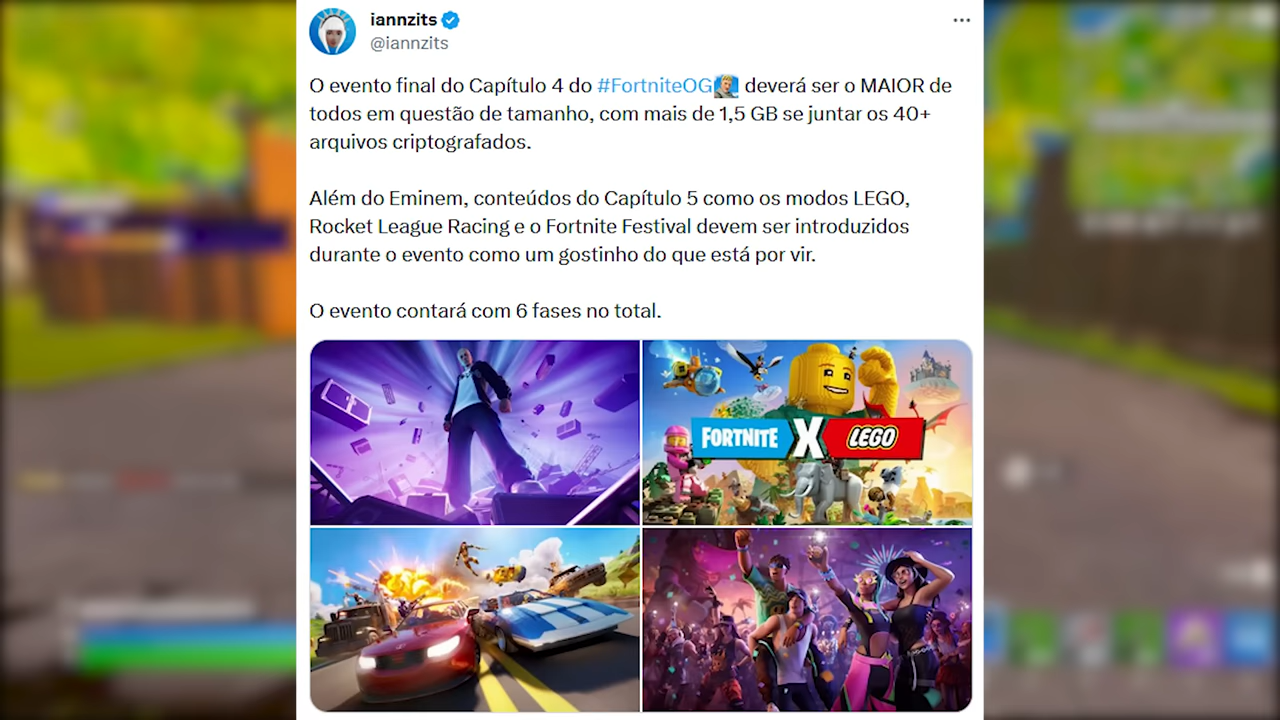 iannzits
@iannzits
O evento final do Capítulo 4 do #FortniteOG deverá ser o MAIOR de
todos em questão de tamanho, com mais de 1,5 GB se juntar os 40+
arquivos criptografados.
Além do Eminem, conteúdos do Capítulo 5 como os modos LEGO,
Rocket League Racing e o Fortnite Festival devem ser introduzidos
durante o evento como um gostinho do que está por vir.
O evento contará com 6 fases no total.
FORTNITE X LEGO